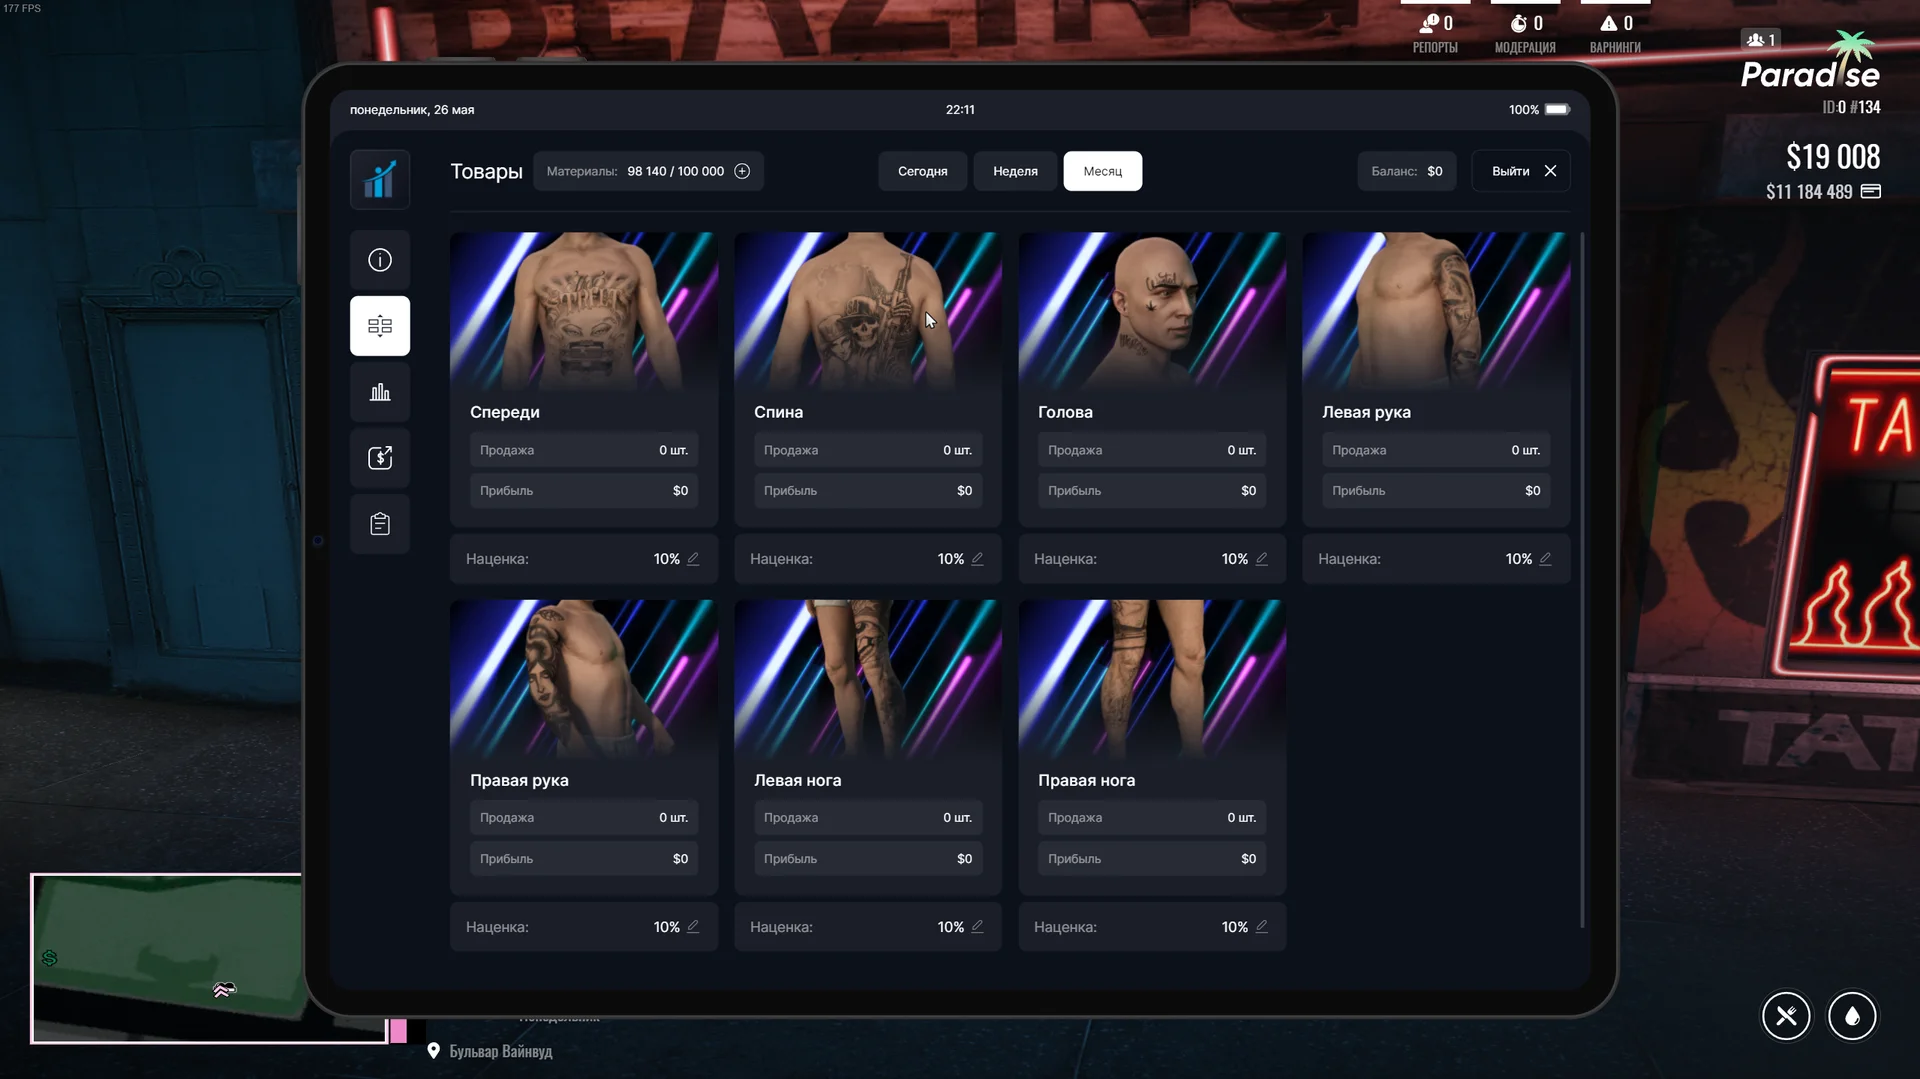 177 FPS
BLAZING
0
РЕПОРТЫ
0
МОДЕРАЦИЯ
0
ВАРНИНГИ
1
Paradise
ID:0 #134
$19 008
$11 184 489
понедельник, 26 мая
22:11
100%
Товары
Материалы: 98 140 / 100 000
Сегодня
Неделя
Месяц
Баланс: $0
Выйти
Спереди
Продажа 0 шт.
Прибыль $0
Наценка: 10%
Спина
Продажа 0 шт.
Прибыль $0
Наценка: 10%
Голова
Продажа 0 шт.
Прибыль $0
Наценка: 10%
Левая рука
Продажа 0 шт.
Прибыль $0
Наценка: 10%
Правая рука
Продажа 0 шт.
Прибыль $0
Наценка: 10%
Левая нога
Продажа 0 шт.
Прибыль $0
Наценка: 10%
Правая нога
Продажа 0 шт.
Прибыль $0
Наценка: 10%
TA
TAT
Бульвар Вайнвуд